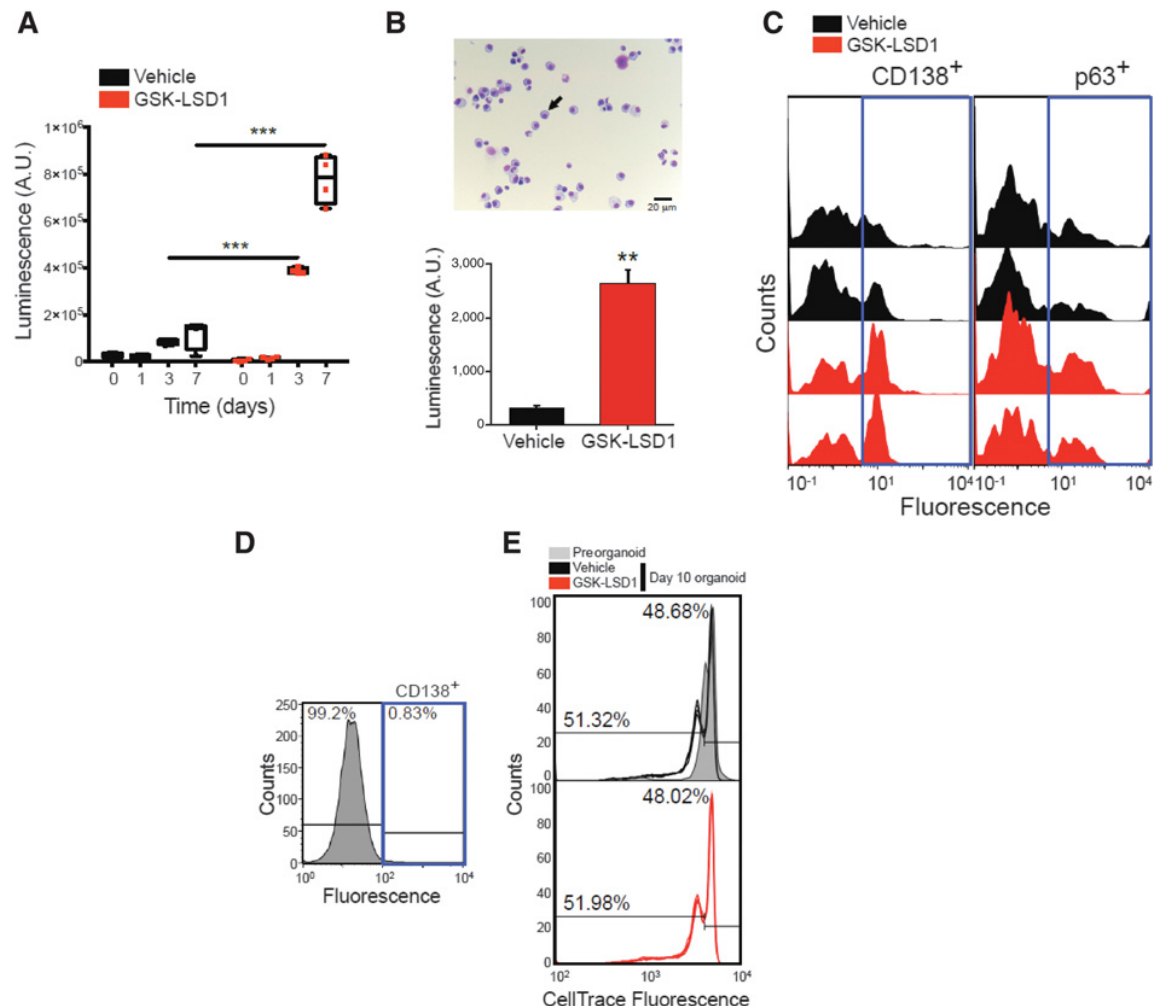 A
Vehicle
GSK-LSD1
Luminescence (A.U.)
1×10⁶
8×10⁵
6×10⁵
4×10⁵
2×10⁵
0
***
***
0 1 3 7 0 1 3 7
Time (days)
B
20 µm
Luminescence (A.U.)
3,000
2,000
1,000
0
**
Vehicle GSK-LSD1
C
Vehicle
GSK-LSD1
CD138⁺ p63⁺
Counts
10⁻¹ 10¹ 10⁴ 10⁻¹ 10¹ 10⁴
Fluorescence
D
CD138⁺
99.2% 0.83%
Counts
250
200
150
100
50
0
10⁰ 10² 10⁴
Fluorescence
E
Preorganoid
Vehicle
GSK-LSD1
Day 10 organoid
Counts
100
80
60
40
20
0
48.68%
51.32%
100
80
60
40
20
0
48.02%
51.98%
10² 10³ 10⁴
CellTrace Fluorescence